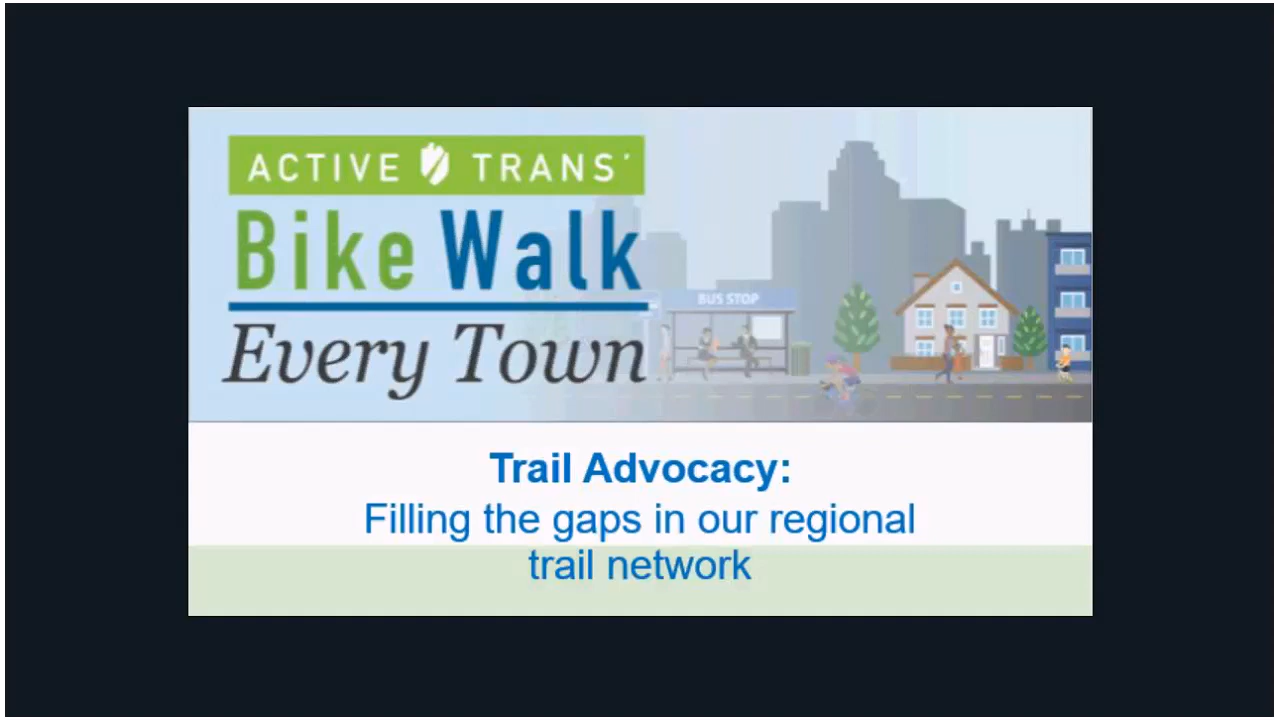 ACTIVE TRANS
Bike Walk
Every Town
BUS STOP
Trail Advocacy:
Filling the gaps in our regional
trail network